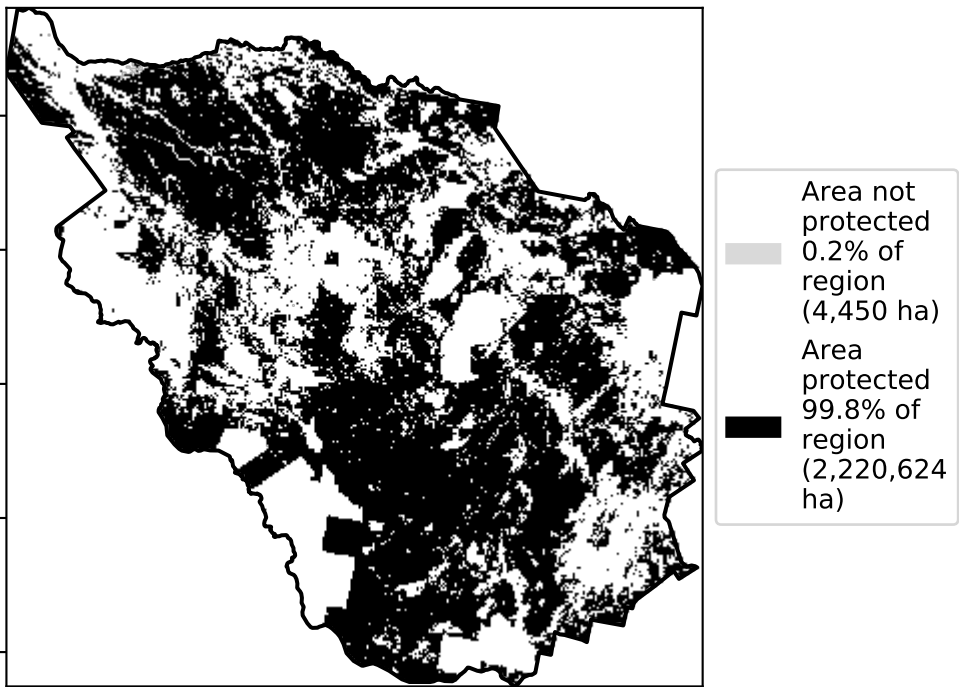 Area not
protected
0.2% of
region
(4,450 ha)
Area
protected
99.8% of
region
(2,220,624
ha)